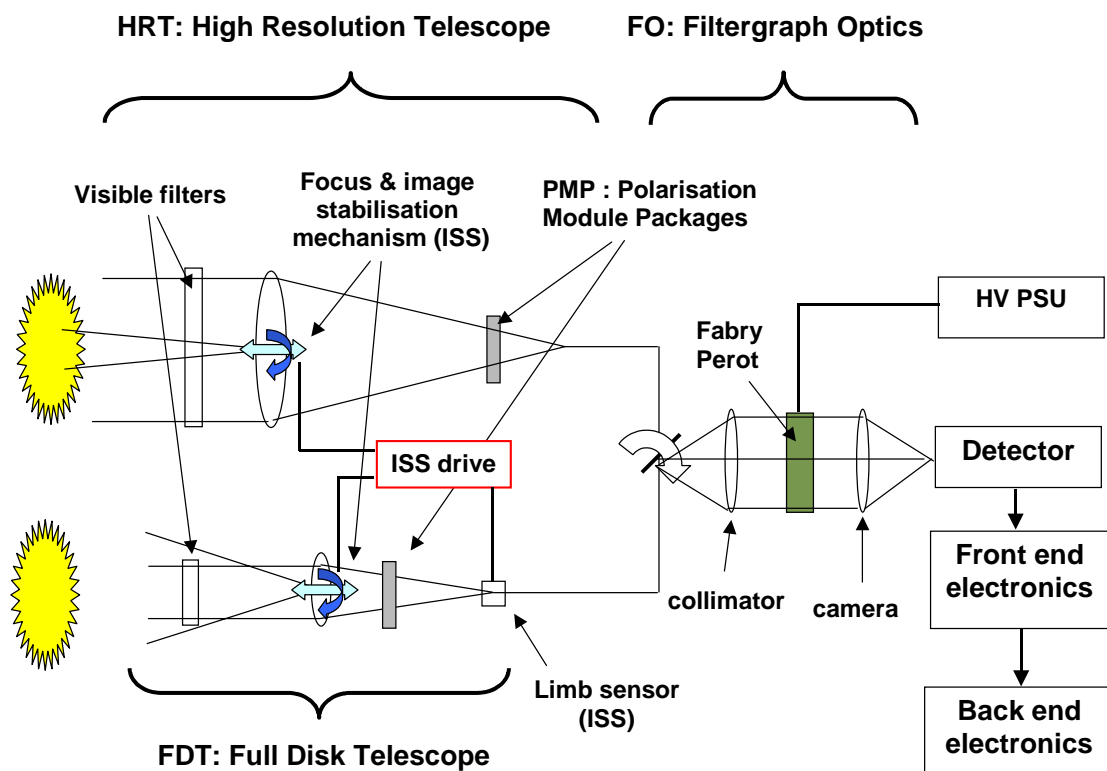 HRT: High Resolution Telescope
FO: Filtergraph Optics
Visible filters
Focus & image
stabilisation
mechanism (ISS)
PMP : Polarisation
Module Packages
HV PSU
Fabry
Perot
ISS drive
Detector
Front end
electronics
collimator
camera
Limb sensor
(ISS)
Back end
electronics
FDT: Full Disk Telescope